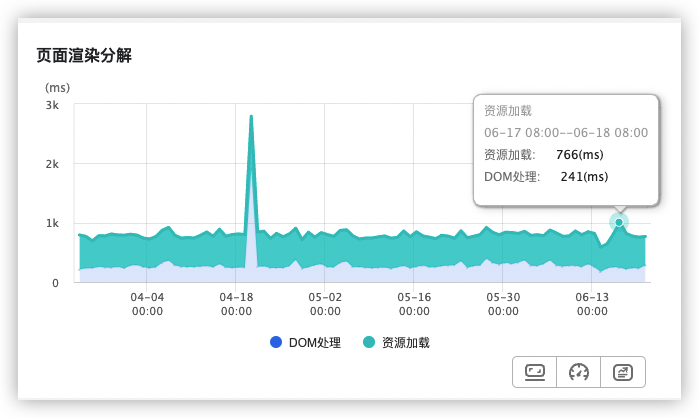 页面渲染分解
(ms)
3k
2k
1k
0
资源加载
06-17 08:00--06-18 08:00
资源加载: 766(ms)
DOM处理: 241(ms)
04-04 04-18 05-02 05-16 05-30 06-13
00:00 00:00 00:00 00:00 00:00 00:00
DOM处理 资源加载